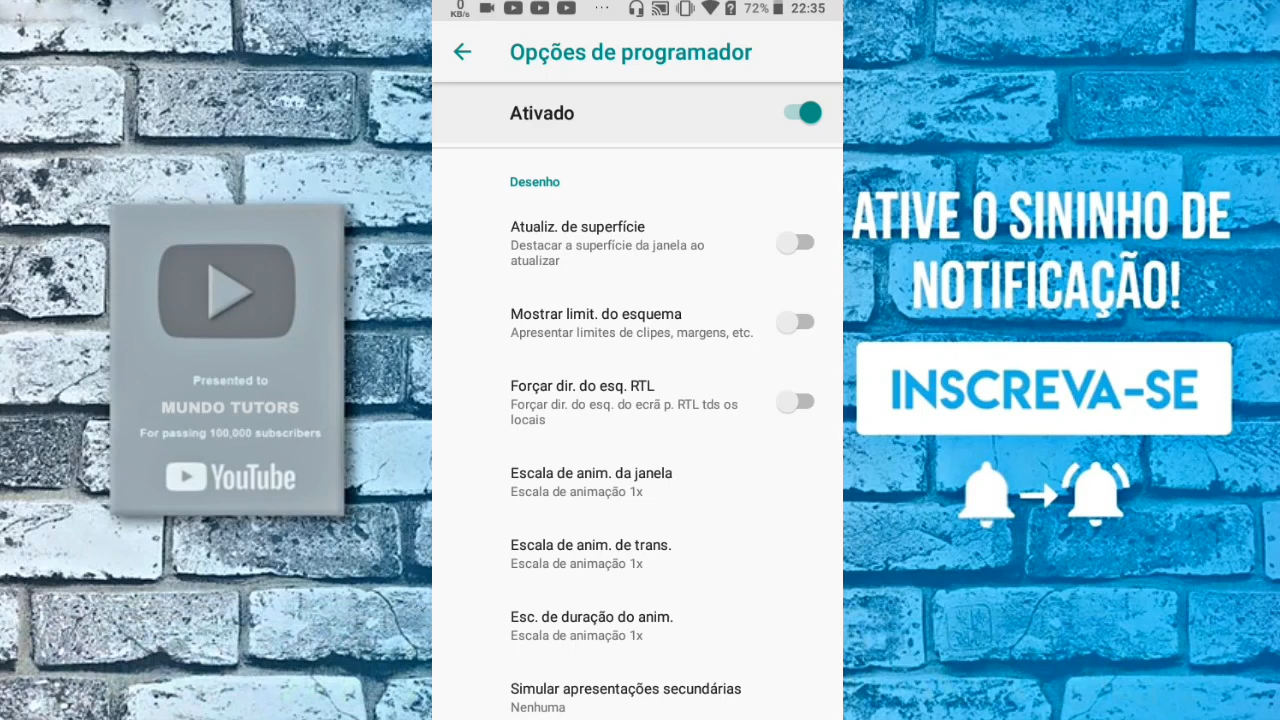 Presented to
MUNDO TUTORS
For passing 100,000 subscribers
YouTube
0
KB/s
72%
22:35
Opções de programador
Ativado
Desenho
Atualiz. de superfície
Destacar a superfície da janela ao
atualizar
Mostrar limit. do esquema
Apresentar limites de clipes, margens, etc.
Forçar dir. do esq. RTL
Forçar dir. do esq. do ecrã p. RTL tds os
locais
Escala de anim. da janela
Escala de animação 1x
Escala de anim. de trans.
Escala de animação 1x
Esc. de duração do anim.
Escala de animação 1x
Simular apresentações secundárias
Nenhuma
ATIVE O SININHO DE
NOTIFICAÇÃO!
INSCREVA-SE